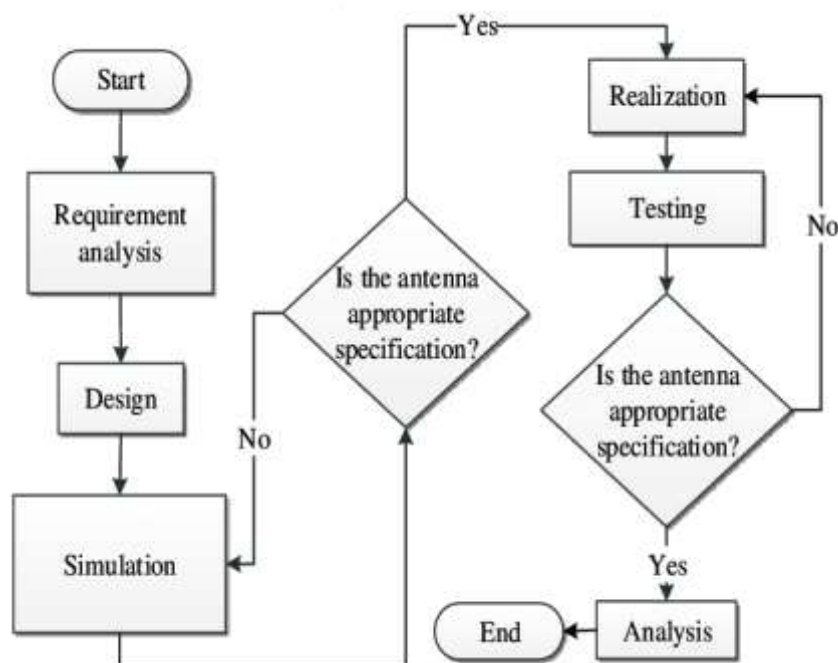 Start
Requirement
analysis
Design
Simulation
No
Is the antenna
appropriate
specification?
Yes
Realization
Testing
No
Is the antenna
appropriate
specification?
Yes
Analysis
End